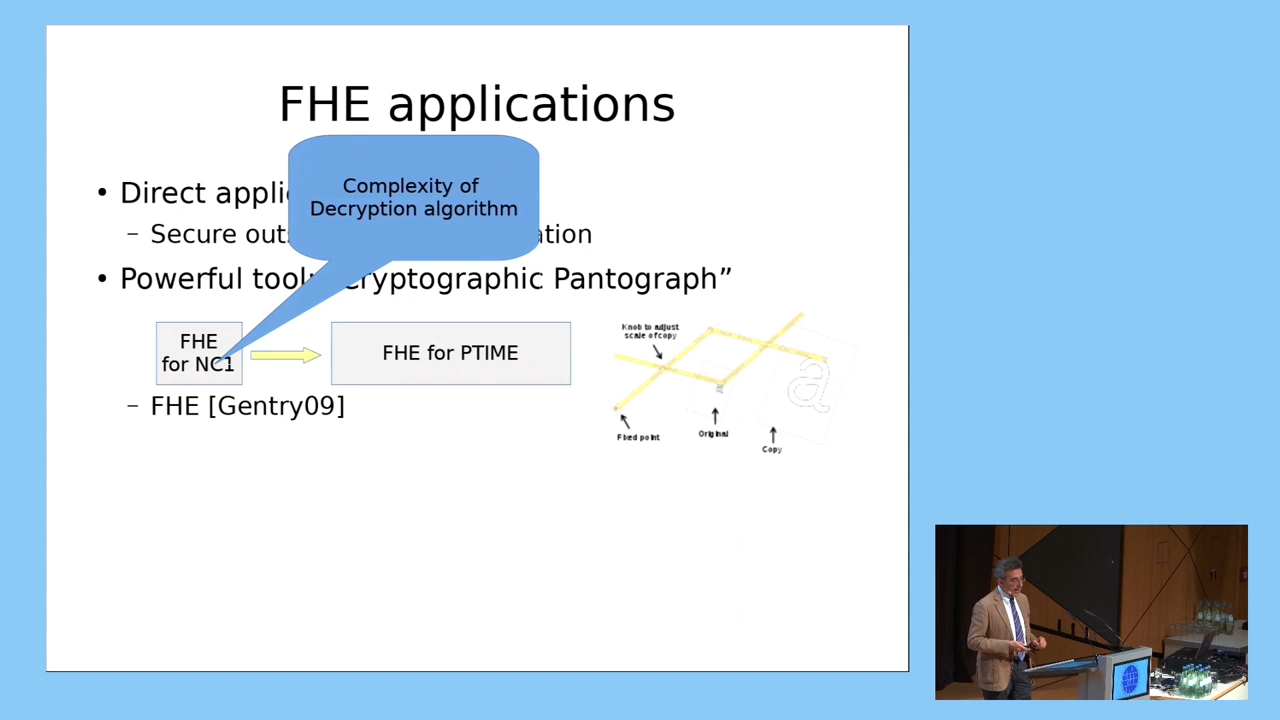 FHE applications
Complexity of
Decryption algorithm
• Direct appli
– Secure out ation
• Powerful tool: Cryptographic Pantograph”
FHE
for NC1
FHE for PTIME
– FHE [Gentry09]
Knob to adjust
scale of copy
Fixed point
Original
Copy
a